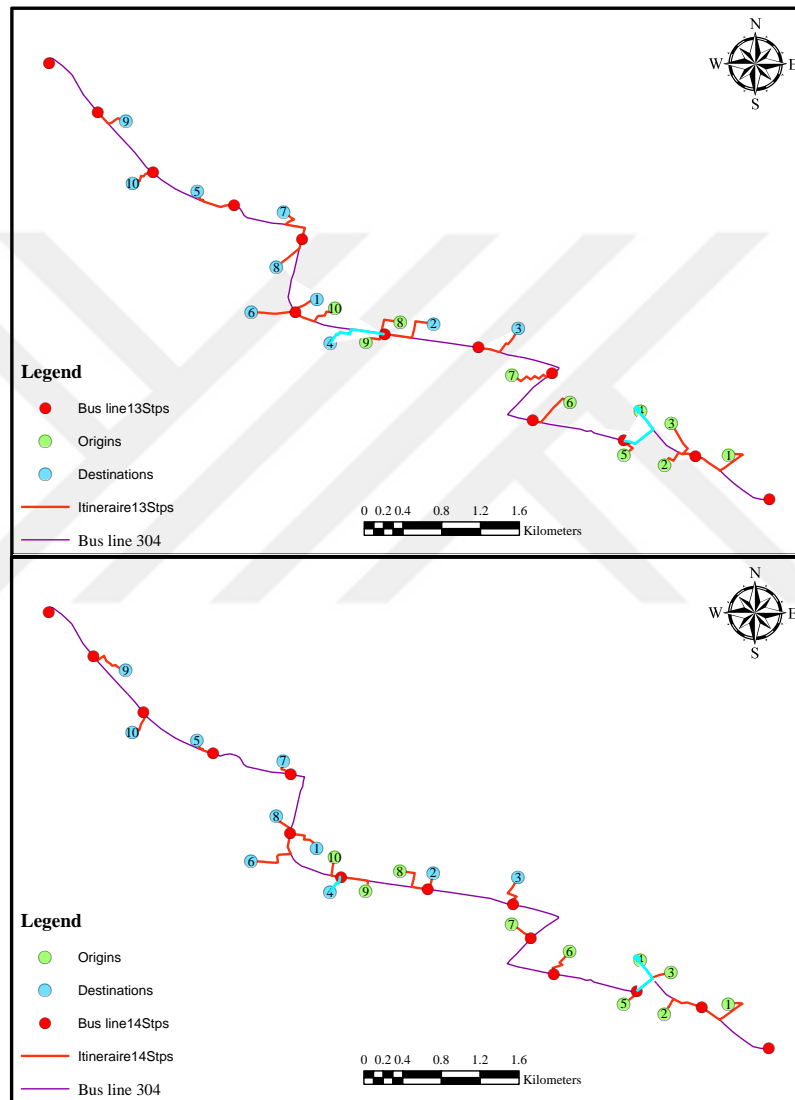 N
W E
S
9
10
5
7
8
1
6
10
8
2
3
4
9
7
6
4
3
5
2
1
Legend
Bus line13Stps
Origins
Destinations
Itineraire13Stps
Bus line 304
0 0.2 0.4 0.8 1.2 1.6
Kilometers
N
W E
S
9
10
5
7
8
1
6
10
8
2
3
4
9
7
6
4
3
5
2
1
Legend
Origins
Destinations
Bus line14Stps
Itineraire14Stps
Bus line 304
0 0.2 0.4 0.8 1.2 1.6
Kilometers